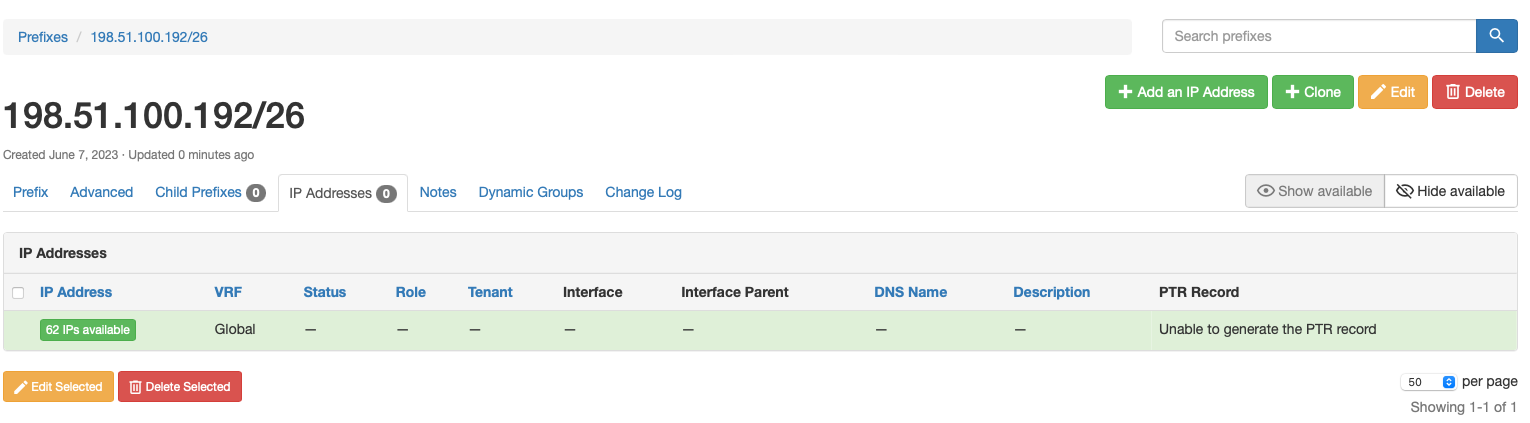 Prefixes / 198.51.100.192/26
Search prefixes
Add an IP Address Clone Edit Delete
198.51.100.192/26
Created June 7, 2023 · Updated 0 minutes ago
Prefix Advanced Child Prefixes 0 IP Addresses 0 Notes Dynamic Groups Change Log Show available Hide available
IP Addresses
IP Address VRF Status Role Tenant Interface Interface Parent DNS Name Description PTR Record
62 IPs available Global — — — — — — — Unable to generate the PTR record
Edit Selected Delete Selected 50 per page
Showing 1-1 of 1